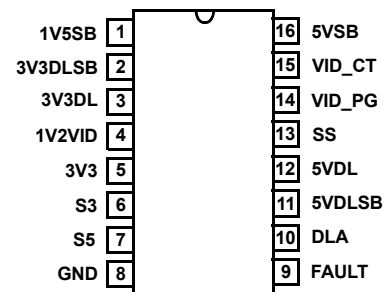 1V5SB 1 16 5VSB
3V3DLSB 2 15 VID_CT
3V3DL 3 14 VID_PG
1V2VID 4 13 SS
3V3 5 12 5VDL
S3 6 11 5VDLSB
S5 7 10 DLA
GND 8 9 FAULT